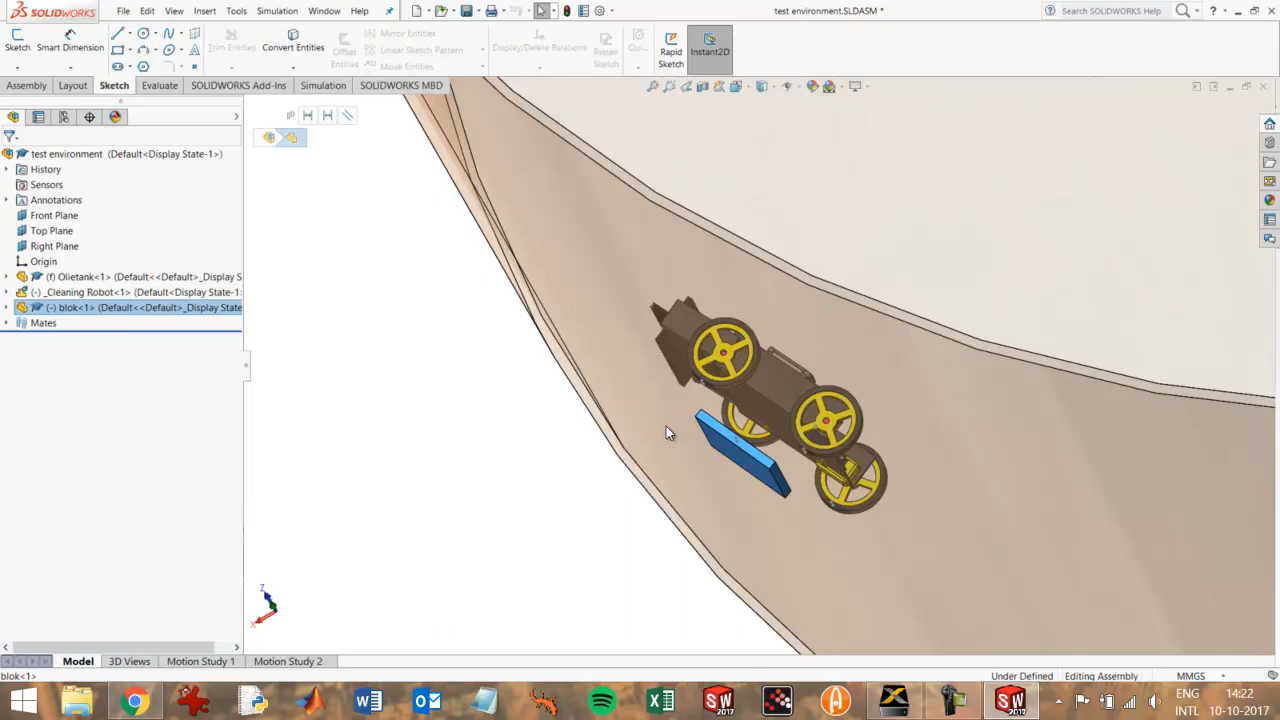 SOLIDWORKS File Edit View Insert Tools Simulation Window Help test environment.SLDASM * Search SOLIDWORKS Help
Sketch Smart Dimension Trim Entities Convert Entities Offset Entities Mirror Entities Linear Sketch Pattern Move Entities Display/Delete Relations Repair Sketch Qui... Rapid Sketch Instant2D
Assembly Layout Sketch Evaluate SOLIDWORKS Add-Ins Simulation SOLIDWORKS MBD
test environment (Default<Display State-1>)
History
Sensors
Annotations
Front Plane
Top Plane
Right Plane
Origin
(f) Olietank<1> (Default<<Default>_Display S
(-) _Cleaning Robot<1> (Default<Display State-1:
(-) blok<1> (Default<<Default>_Display State
Mates
Z
X
Model 3D Views Motion Study 1 Motion Study 2
blok<1> Under Defined Editing Assembly MMGS
SW 2017 SW 2017 ENG 14:22
INTL 10-10-2017